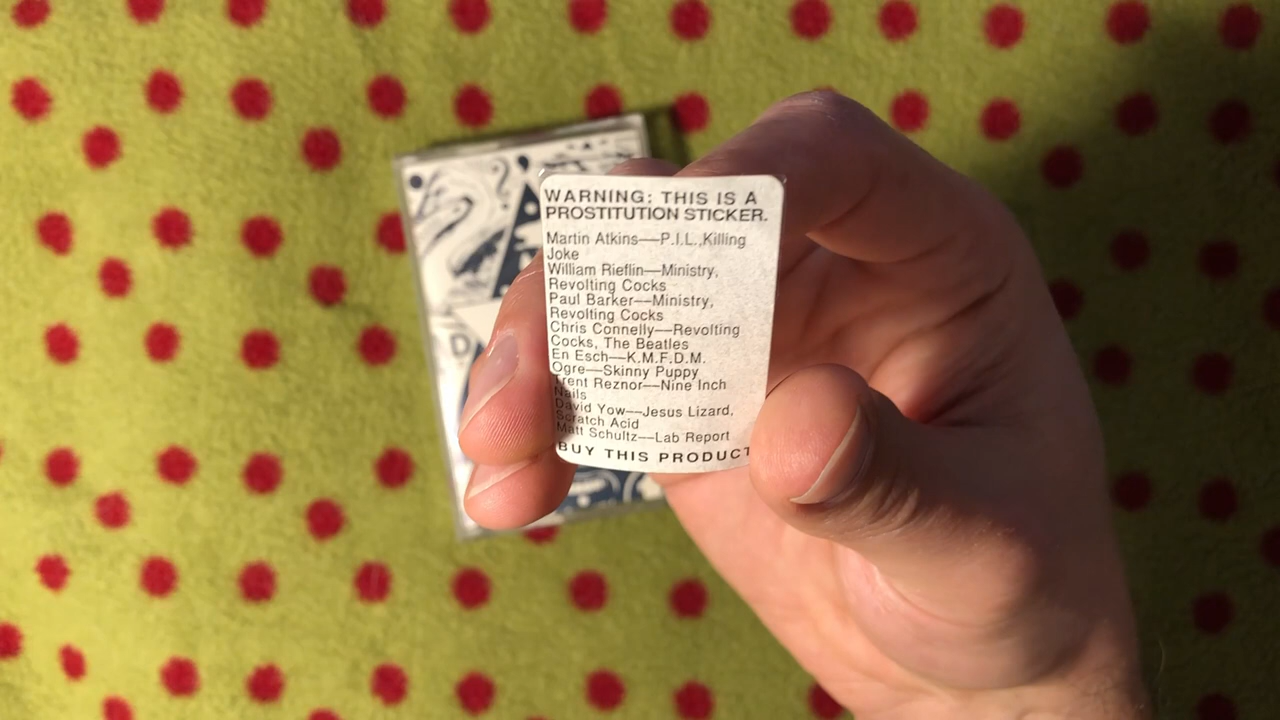 WARNING: THIS IS A
PROSTITUTION STICKER.
Martin Atkins—P.I.L.,Killing
Joke
William Rieflin—Ministry,
Revolting Cocks
Paul Barker—Ministry,
Revolting Cocks
Chris Connelly—Revolting
Cocks, The Beatles
En Esch—K.M.F.D.M.
Ogre—Skinny Puppy
Trent Reznor—Nine Inch
Nails
David Yow—Jesus Lizard,
Scratch Acid
Matt Schultz—Lab Report
BUY THIS PRODUCT